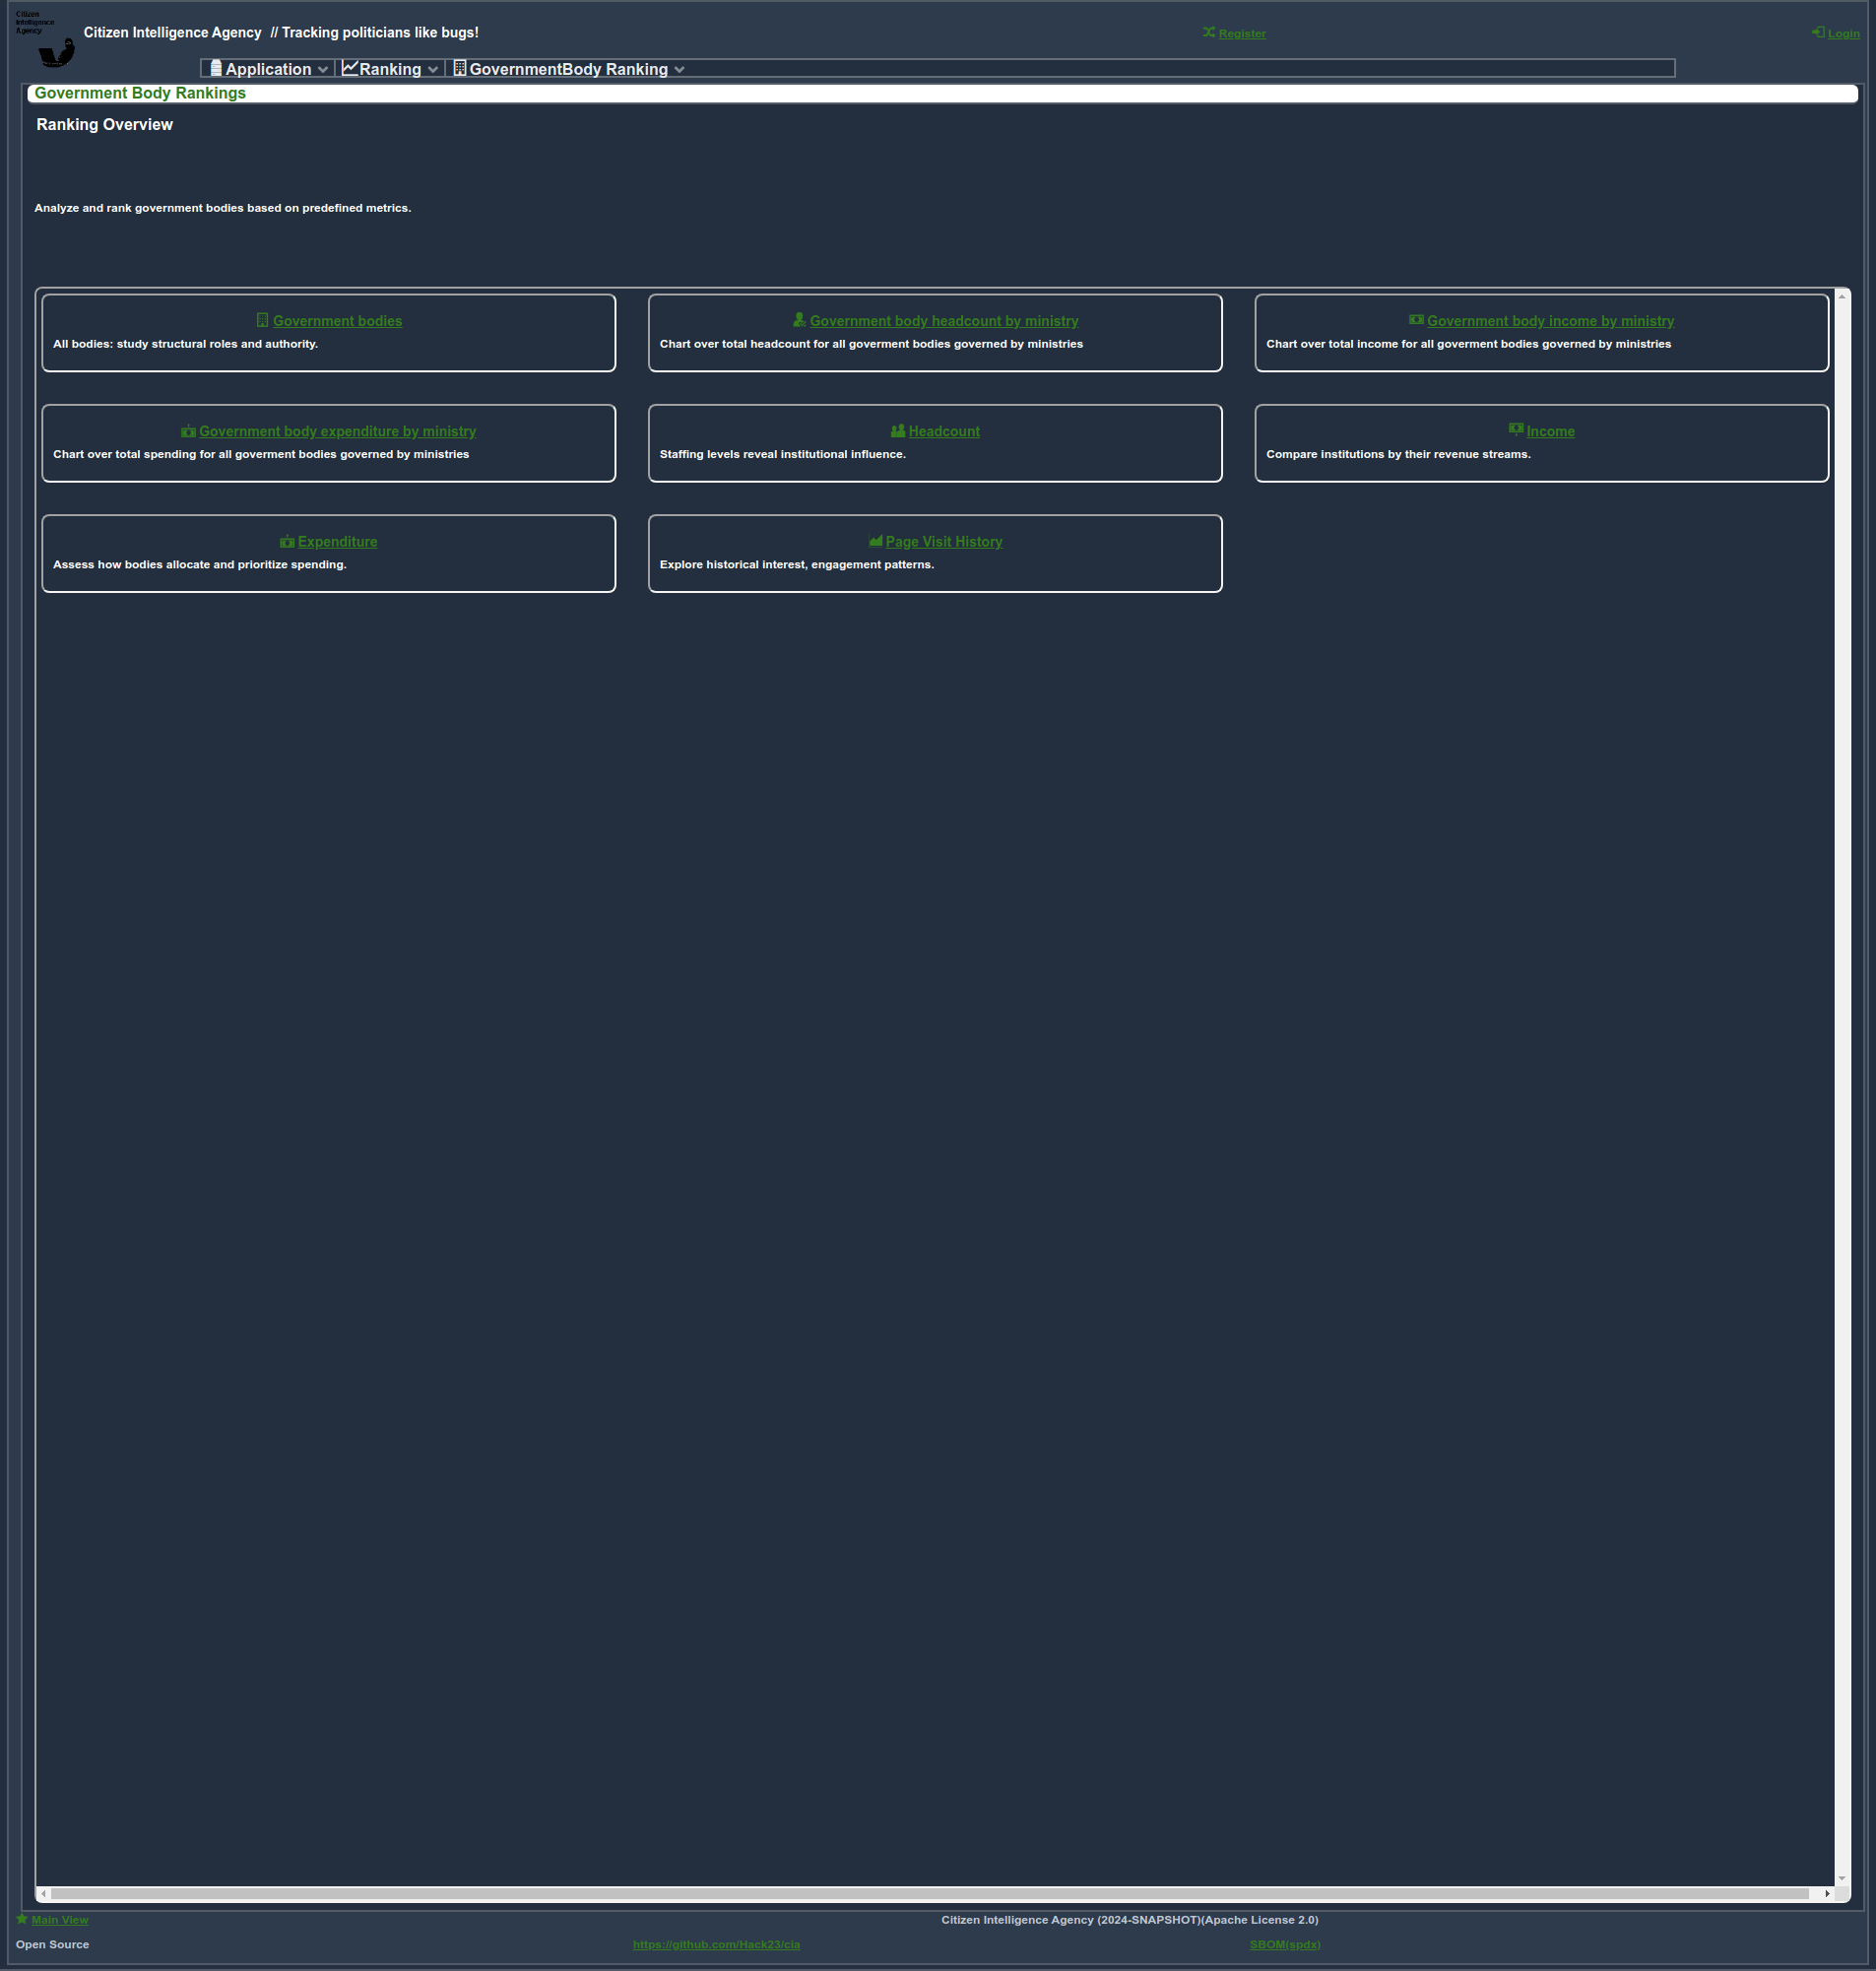 Citizen
Intelligence
Agency
Citizen Intelligence Agency // Tracking politicians like bugs!
Register
Login
Application
Ranking
GovernmentBody Ranking
Government Body Rankings
Ranking Overview
Analyze and rank government bodies based on predefined metrics.
Government bodies
All bodies: study structural roles and authority.
Government body headcount by ministry
Chart over total headcount for all goverment bodies governed by ministries
Government body income by ministry
Chart over total income for all goverment bodies governed by ministries
Government body expenditure by ministry
Chart over total spending for all goverment bodies governed by ministries
Headcount
Staffing levels reveal institutional influence.
Income
Compare institutions by their revenue streams.
Expenditure
Assess how bodies allocate and prioritize spending.
Page Visit History
Explore historical interest, engagement patterns.
Main View
Citizen Intelligence Agency (2024-SNAPSHOT)(Apache License 2.0)
Open Source
https://github.com/Hack23/cia
SBOM(spdx)